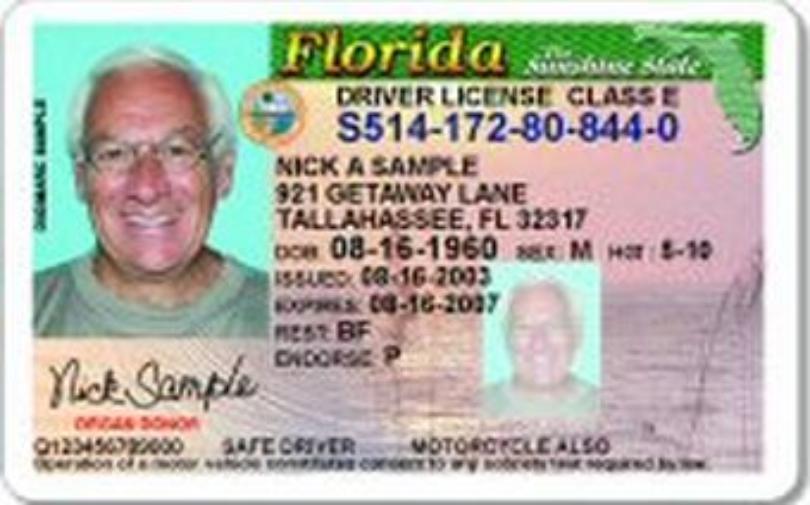 Florida The Sunshine State
DRIVER LICENSE CLASS E
S514-172-80-844-0
NICK A SAMPLE
921 GETAWAY LANE
TALLAHASSEE, FL 32317
DOB: 08-16-1960 SEX: M HGT: 5-10
ISSUED: 08-16-2003
EXPIRES: 08-16-2007
REST: BF
ENDORSE: P
Nick Sample
ORGAN DONOR
SAFE DRIVER MOTORCYCLE ALSO
Operation of a motor vehicle constitutes consent to any sobriety test required by law.
SAMPLE